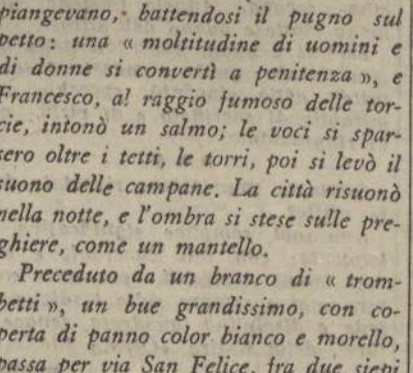 piangevano, battendosi il pugno sul
petto: una « moltitudine di uomini e
di donne si convertì a penitenza », e
Francesco, al raggio fumoso delle tor-
cie, intonò un salmo; le voci si spar-
sero oltre i tetti, le torri, poi si levò il
suono delle campane. La città risuonò
nella notte, e l'ombra si stese sulle pre-
ghiere, come un mantello.
Preceduto da un branco di « trom-
betti », un bue grandissimo, con co-
perta di panno color bianco e morello,
passa per via San Felice, fra due siepi